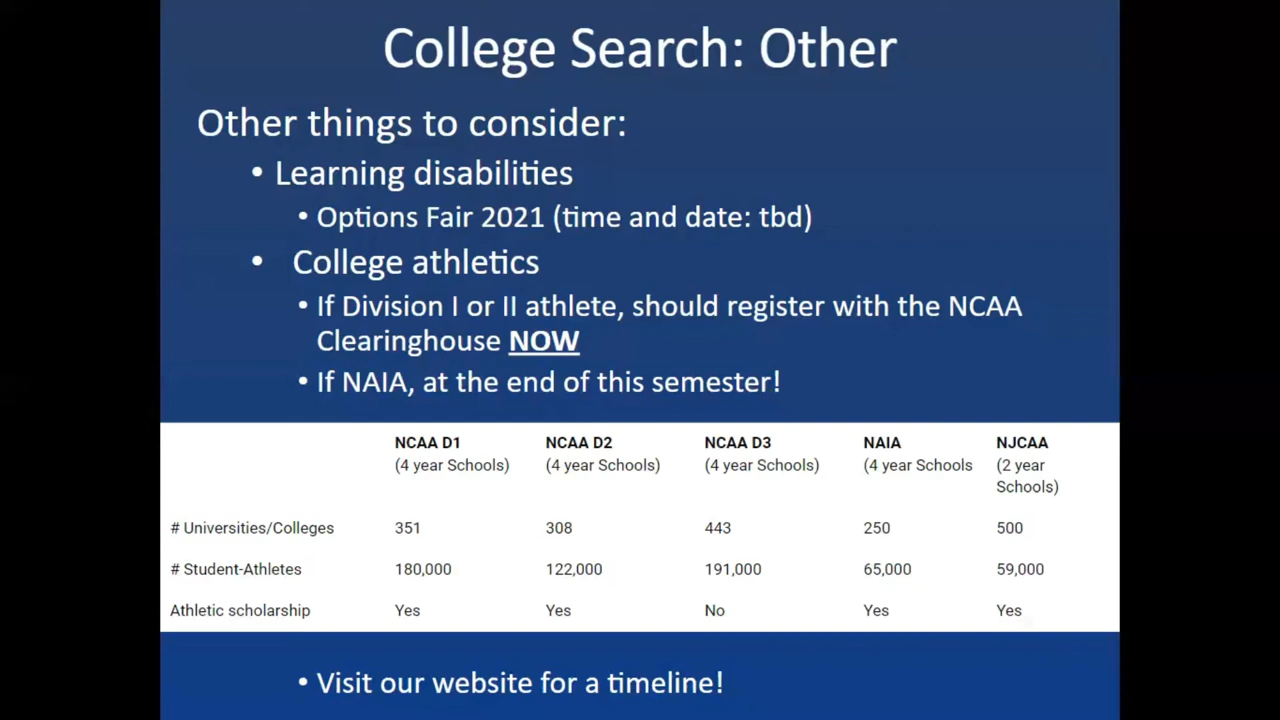 College Search: Other
Other things to consider:
• Learning disabilities
• Options Fair 2021 (time and date: tbd)
• College athletics
• If Division I or II athlete, should register with the NCAA
Clearinghouse NOW
• If NAIA, at the end of this semester!
NCAA D1 NCAA D2 NCAA D3 NAIA NJCAA
(4 year Schools) (4 year Schools) (4 year Schools) (4 year Schools (2 year
Schools)
# Universities/Colleges 351 308 443 250 500
# Student-Athletes 180,000 122,000 191,000 65,000 59,000
Athletic scholarship Yes Yes No Yes Yes
• Visit our website for a timeline!